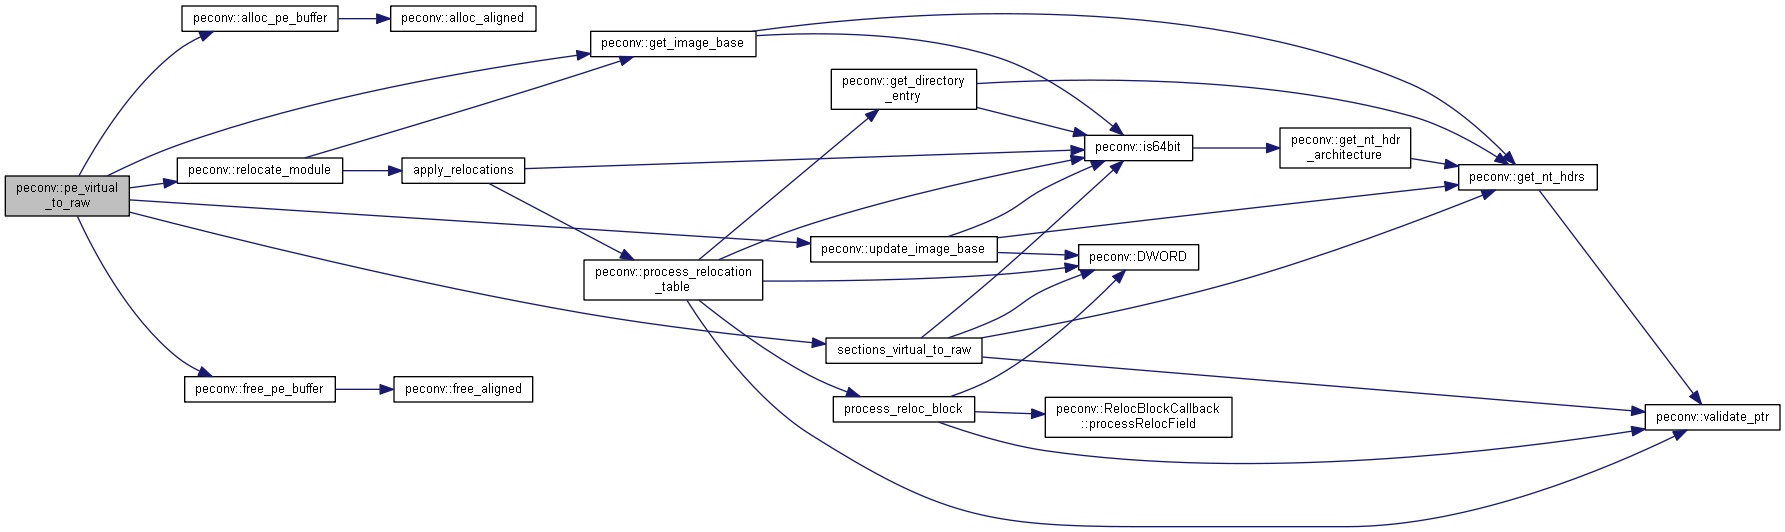 peconv::pe_virtual
_to_raw
peconv::alloc_pe_buffer
peconv::alloc_aligned
peconv::get_image_base
peconv::relocate_module
apply_relocations
peconv::process_relocation
_table
peconv::get_directory
_entry
peconv::is64bit
peconv::get_nt_hdr
_architecture
peconv::get_nt_hdrs
peconv::update_image_base
peconv::DWORD
sections_virtual_to_raw
process_reloc_block
peconv::RelocBlockCallback
::processRelocField
peconv::validate_ptr
peconv::free_pe_buffer
peconv::free_aligned